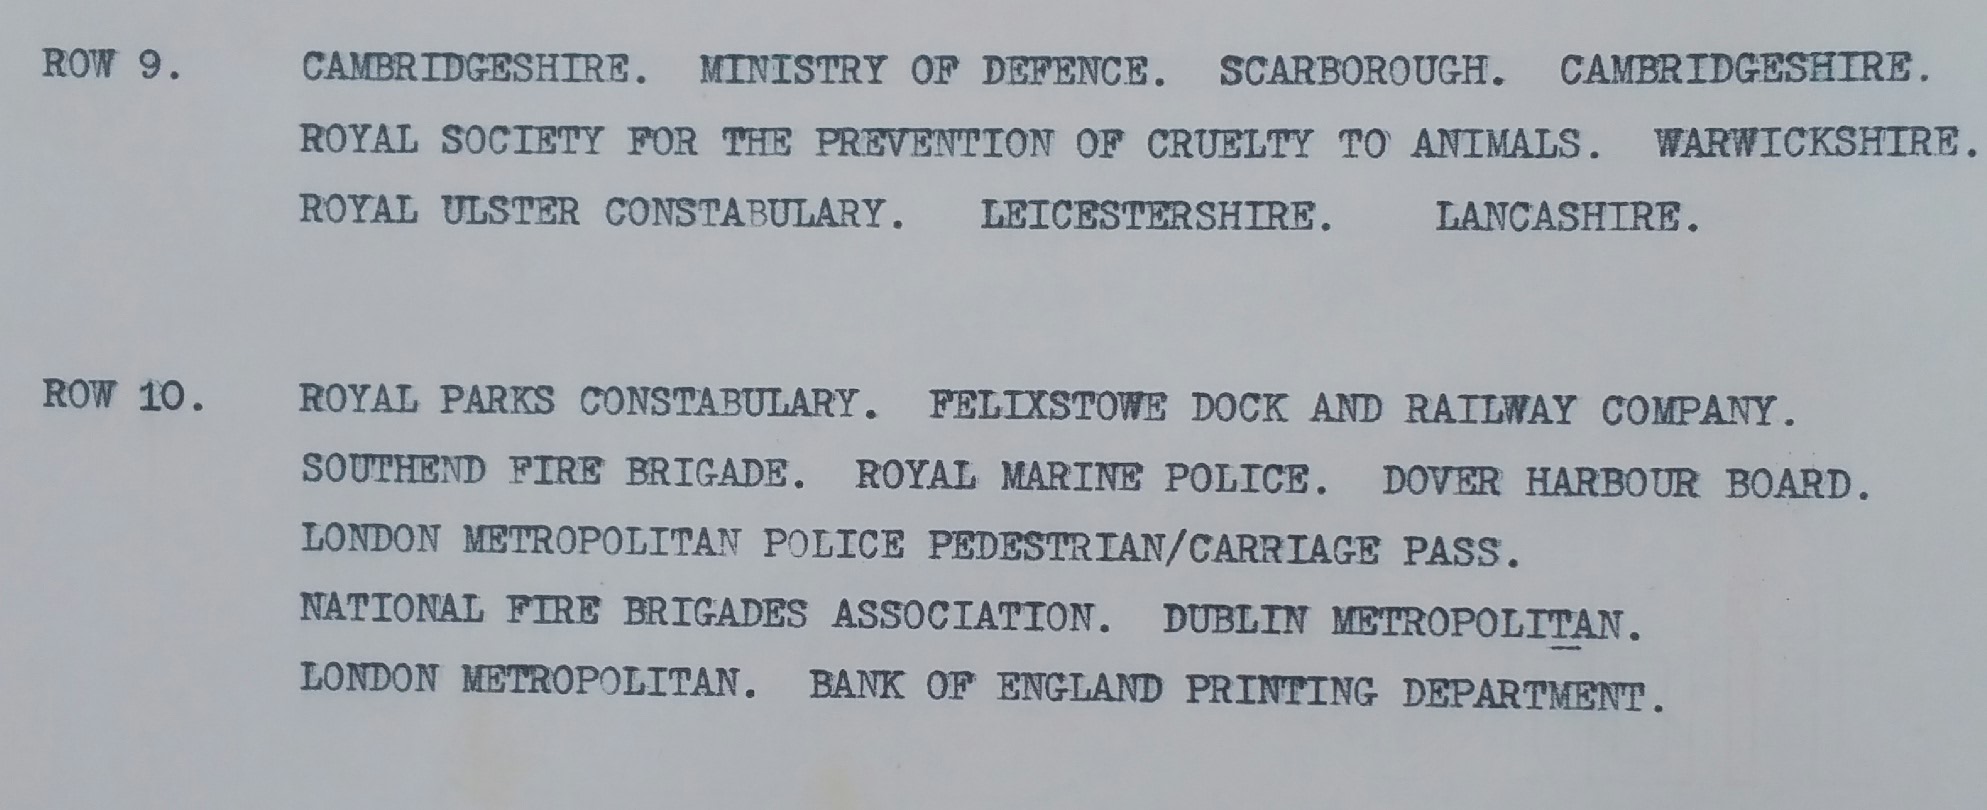 ROW 9. CAMBRIDGESHIRE. MINISTRY OF DEFENCE. SCARBOROUGH. CAMBRIDGESHIRE.
ROYAL SOCIETY FOR THE PREVENTION OF CRUELTY TO ANIMALS. WARWICKSHIRE.
ROYAL ULSTER CONSTABULARY. LEICESTERSHIRE. LANCASHIRE.
ROW 10. ROYAL PARKS CONSTABULARY. FELIXSTOWE DOCK AND RAILWAY COMPANY.
SOUTHEND FIRE BRIGADE. ROYAL MARINE POLICE. DOVER HARBOUR BOARD.
LONDON METROPOLITAN POLICE PEDESTRIAN/CARRIAGE PASS.
NATIONAL FIRE BRIGADES ASSOCIATION. DUBLIN METROPOLITAN.
LONDON METROPOLITAN. BANK OF ENGLAND PRINTING DEPARTMENT.